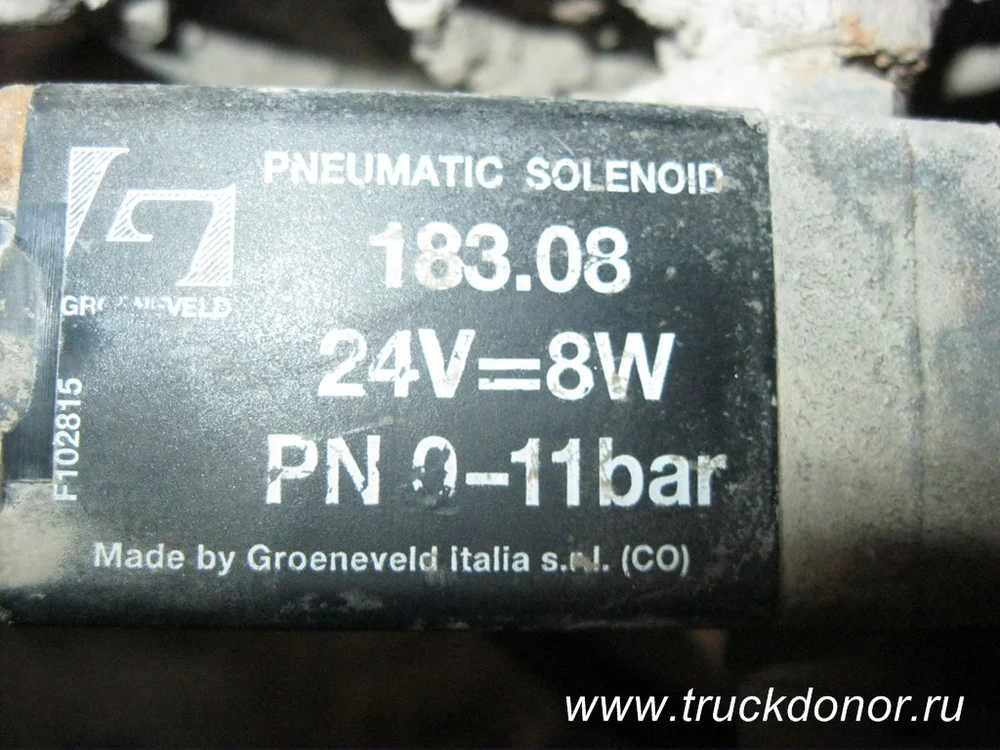 PNEUMATIC SOLENOID
183.08
GROENEVELD
24V=8W
F102815
PN 0-11bar
Made by Groeneveld italia s.r.l. (CO)
www.truckdonor.ru